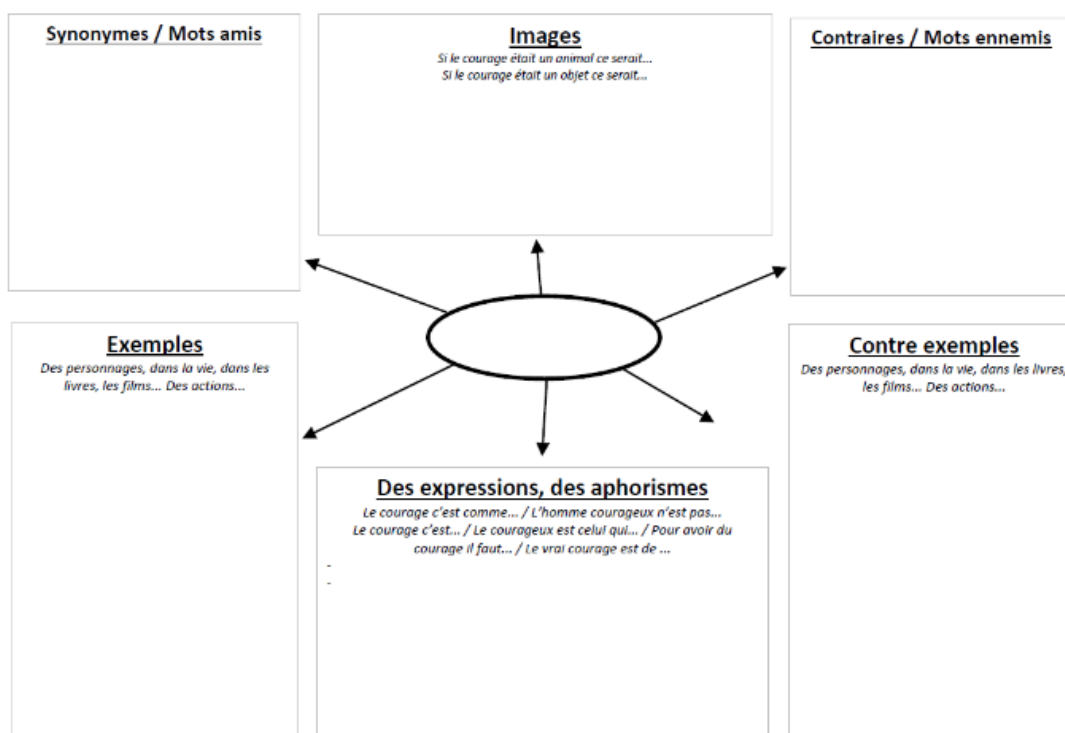 Synonymes / Mots amis
Images
Si le courage était un animal ce serait...
Si le courage était un objet ce serait...
Contraires / Mots ennemis
Exemples
Des personnages, dans la vie, dans les
livres, les films... Des actions...
Contre exemples
Des personnages, dans la vie, dans les livres,
les films... Des actions...
Des expressions, des aphorismes
Le courage c'est comme... / L'homme courageux n'est pas...
Le courage c'est... / Le courageux est celui qui... / Pour avoir du
courage il faut... / Le vrai courage est de ...
-
-